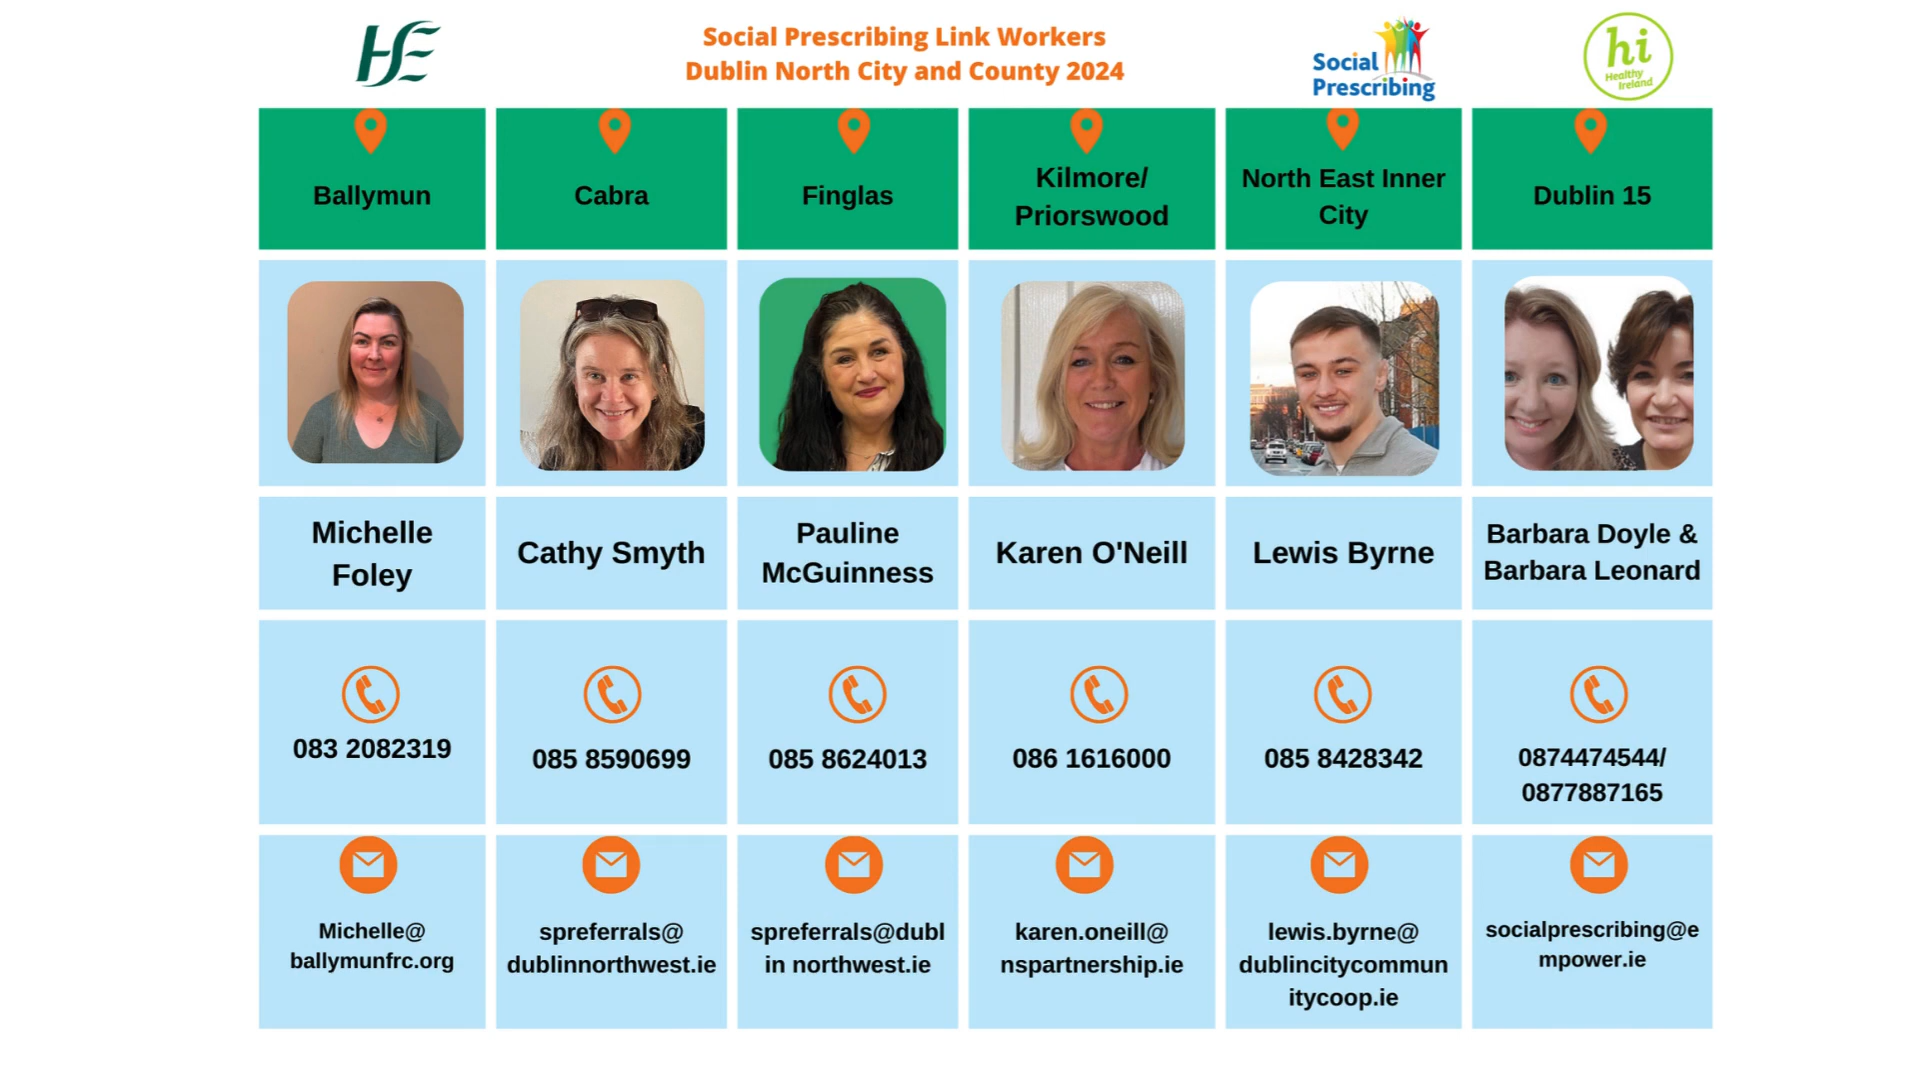 HSE
Social Prescribing Link Workers
Dublin North City and County 2024
Social
Prescribing
hi
Healthy
Ireland
Ballymun
Cabra
Finglas
Kilmore/
Priorswood
North East Inner
City
Dublin 15
Michelle
Foley
Cathy Smyth
Pauline
McGuinness
Karen O'Neill
Lewis Byrne
Barbara Doyle &
Barbara Leonard
083 2082319
085 8590699
085 8624013
086 1616000
085 8428342
0874474544/
0877887165
Michelle@
ballymunfrc.org
spreferrals@
dublinnorthwest.ie
spreferrals@dubl
in northwest.ie
karen.oneill@
nspartnership.ie
lewis.byrne@
dublincitycommun
itycoop.ie
socialprescribing@e
mpower.ie